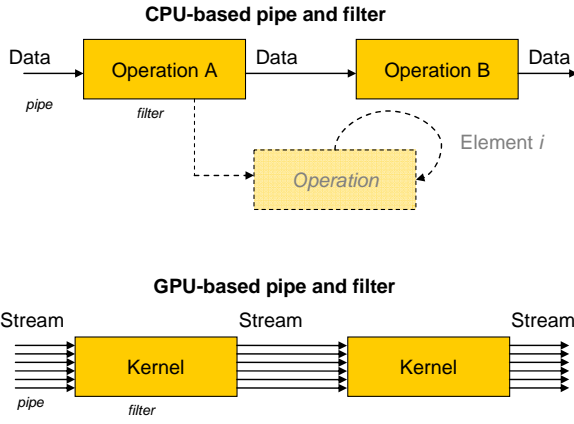 CPU-based pipe and filter
Data
Operation A
Data
Operation B
Data
pipe
filter
Element i
Operation
GPU-based pipe and filter
Stream
Stream
Stream
Kernel
Kernel
pipe
filter